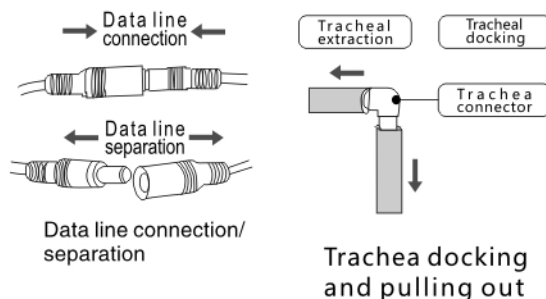 Data line
connection
Data line
separation
Data line connection/
separation
Tracheal
extraction
Tracheal
docking
Trachea
connector
Trachea docking
and pulling out